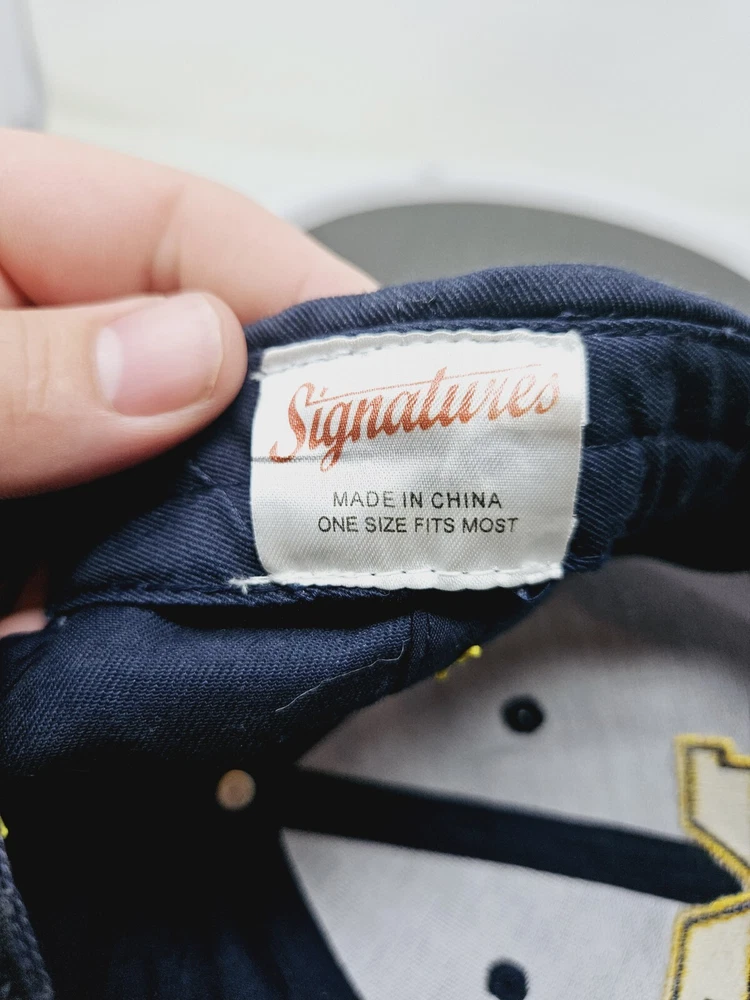 Signatures
MADE IN CHINA
ONE SIZE FITS MOST